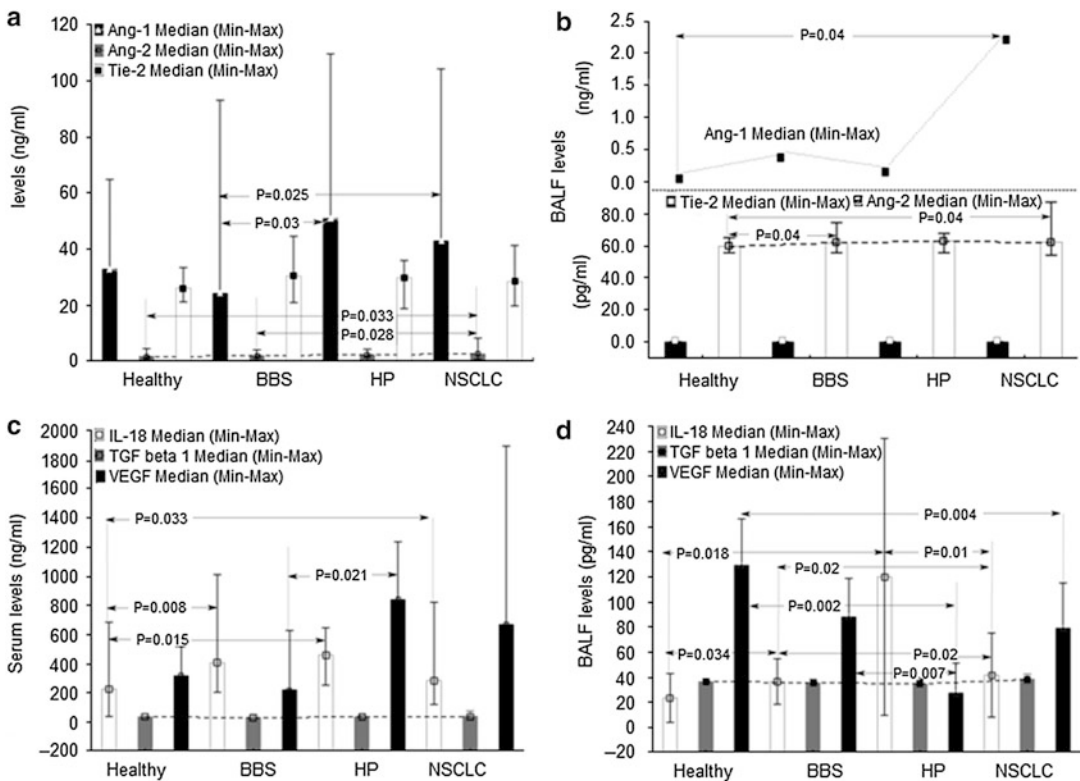 a
120
100
80
60
40
20
0
levels (ng/ml)
Ang-1 Median (Min-Max)
Ang-2 Median (Min-Max)
Tie-2 Median (Min-Max)
P=0.025
P=0.03
P=0.033
P=0.028
Healthy BBS HP NSCLC
b
2.5
2.0
1.5
1.0
0.5
0.0
80.0
60.0
40.0
20.0
0.0
BALF levels
(pg/ml) (ng/ml)
P=0.04
Ang-1 Median (Min-Max)
Tie-2 Median (Min-Max) Ang-2 Median (Min-Max)
P=0.04
P=0.04
Healthy BBS HP NSCLC
c
2000
1800
1600
1400
1200
1000
800
600
400
200
0
–200
Serum levels (ng/ml)
IL-18 Median (Min-Max)
TGF beta 1 Median (Min-Max)
VEGF Median (Min-Max)
P=0.033
P=0.021
P=0.008
P=0.015
Healthy BBS HP NSCLC
d
240
220
200
180
160
140
120
100
80
60
40
20
0
–20
BALF levels (pg/ml)
IL-18 Median (Min-Max)
TGF beta 1 Median (Min-Max)
VEGF Median (Min-Max)
P=0.004
P=0.018 P=0.01
P=0.02
P=0.002
P=0.034 P=0.02
P=0.007
Healthy BBS HP NSCLC